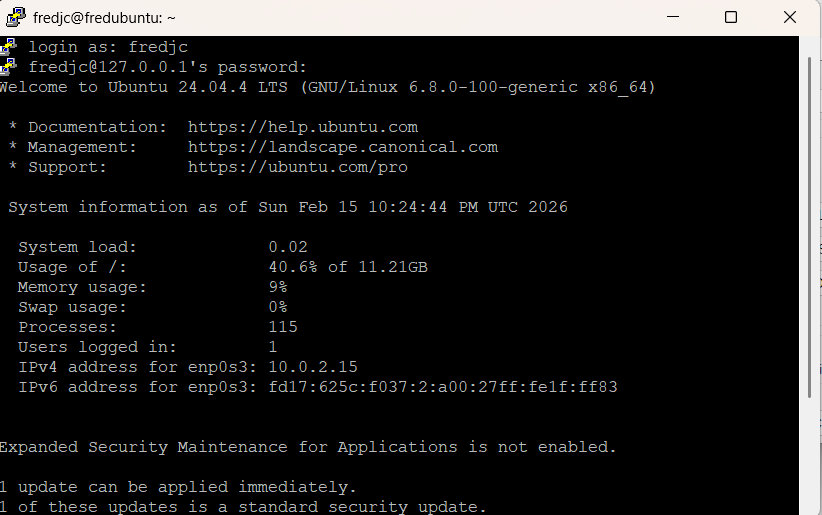 fredjc@fredubuntu: ~
login as: fredjc
fredjc@127.0.0.1's password:
Welcome to Ubuntu 24.04.4 LTS (GNU/Linux 6.8.0-100-generic x86_64)
* Documentation:  https://help.ubuntu.com
* Management:     https://landscape.canonical.com
* Support:        https://ubuntu.com/pro
System information as of Sun Feb 15 10:24:44 PM UTC 2026
System load:             0.02
Usage of /:              40.6% of 11.21GB
Memory usage:            9%
Swap usage:              0%
Processes:               115
Users logged in:         1
IPv4 address for enp0s3: 10.0.2.15
IPv6 address for enp0s3: fd17:625c:f037:2:a00:27ff:fe1f:ff83
Expanded Security Maintenance for Applications is not enabled.
1 update can be applied immediately.
1 of these updates is a standard security update.